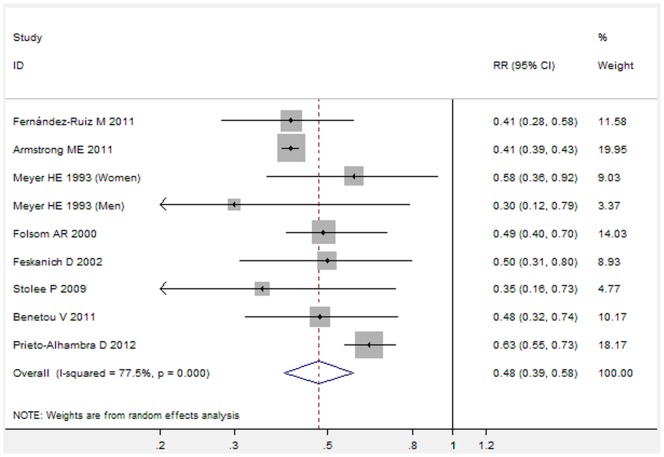 Study %
ID RR (95% CI) Weight
Fernández-Ruiz M 2011 0.41 (0.28, 0.58) 11.58
Armstrong ME 2011 0.41 (0.39, 0.43) 19.95
Meyer HE 1993 (Women) 0.58 (0.36, 0.92) 9.03
Meyer HE 1993 (Men) 0.30 (0.12, 0.79) 3.37
Folsom AR 2000 0.49 (0.40, 0.70) 14.03
Feskanich D 2002 0.50 (0.31, 0.80) 8.93
Stolee P 2009 0.35 (0.16, 0.73) 4.77
Benetou V 2011 0.48 (0.32, 0.74) 10.17
Prieto-Alhambra D 2012 0.63 (0.55, 0.73) 18.17
Overall (I-squared = 77.5%, p = 0.000) 0.48 (0.39, 0.58) 100.00
NOTE: Weights are from random effects analysis
.2 .3 .5 .8 1 1.2